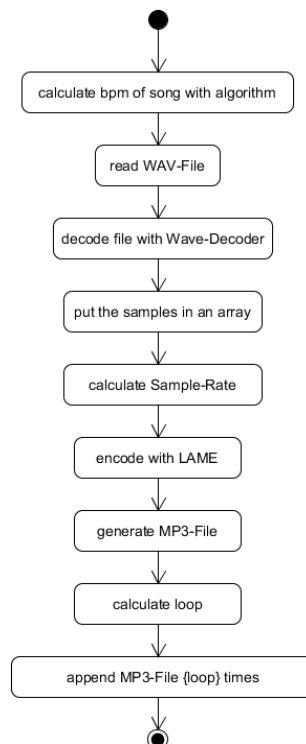 calculate bpm of song with algorithm
read WAV-File
decode file with Wave-Decoder
put the samples in an array
calculate Sample-Rate
encode with LAME
generate MP3-File
calculate loop
append MP3-File {loop} times